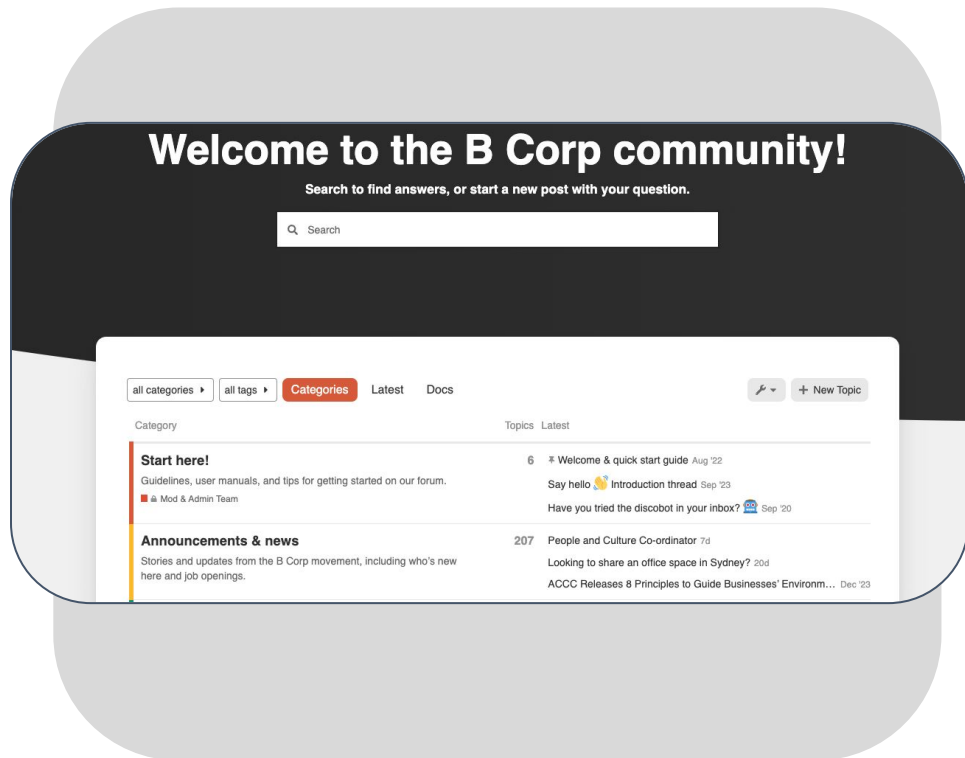 Welcome to the B Corp community!
Search to find answers, or start a new post with your question.
Search
all categories all tags Categories Latest Docs + New Topic
Category Topics Latest
Start here! 6 Welcome & quick start guide Aug '22
Guidelines, user manuals, and tips for getting started on our forum. Say hello 👋 Introduction thread Sep '23
Mod & Admin Team Have you tried the discobot in your inbox? 🤖 Sep '20
Announcements & news 207 People and Culture Co-ordinator 7d
Stories and updates from the B Corp movement, including who's new Looking to share an office space in Sydney? 20d
here and job openings. ACCC Releases 8 Principles to Guide Businesses' Environm... Dec '23